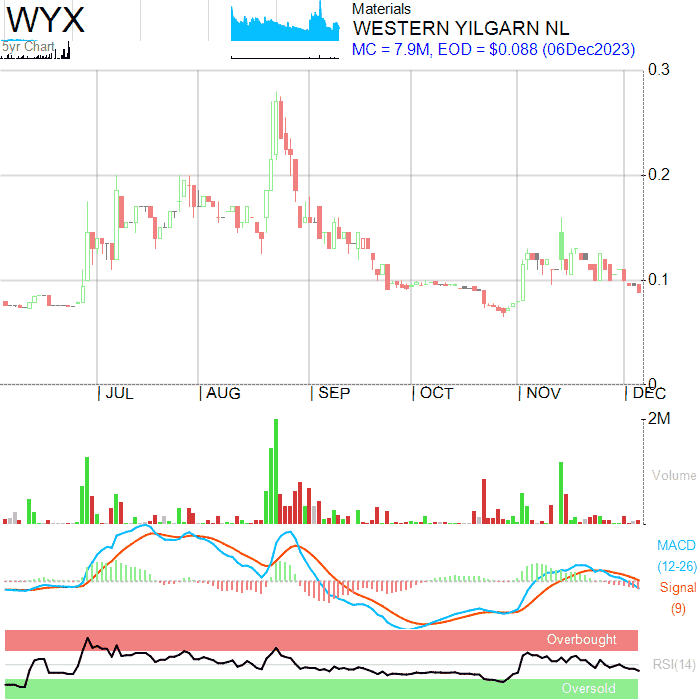 WYX
5yr Chart
Materials
WESTERN YILGARN NL
MC = 7.9M, EOD = $0.088 (06Dec2023)
0.3
0.2
0.1
0
JUL
AUG
SEP
OCT
NOV
DEC
2M
Volume
MACD
(12-26)
Signal
(9)
Overbought
RSI(14)
Oversold